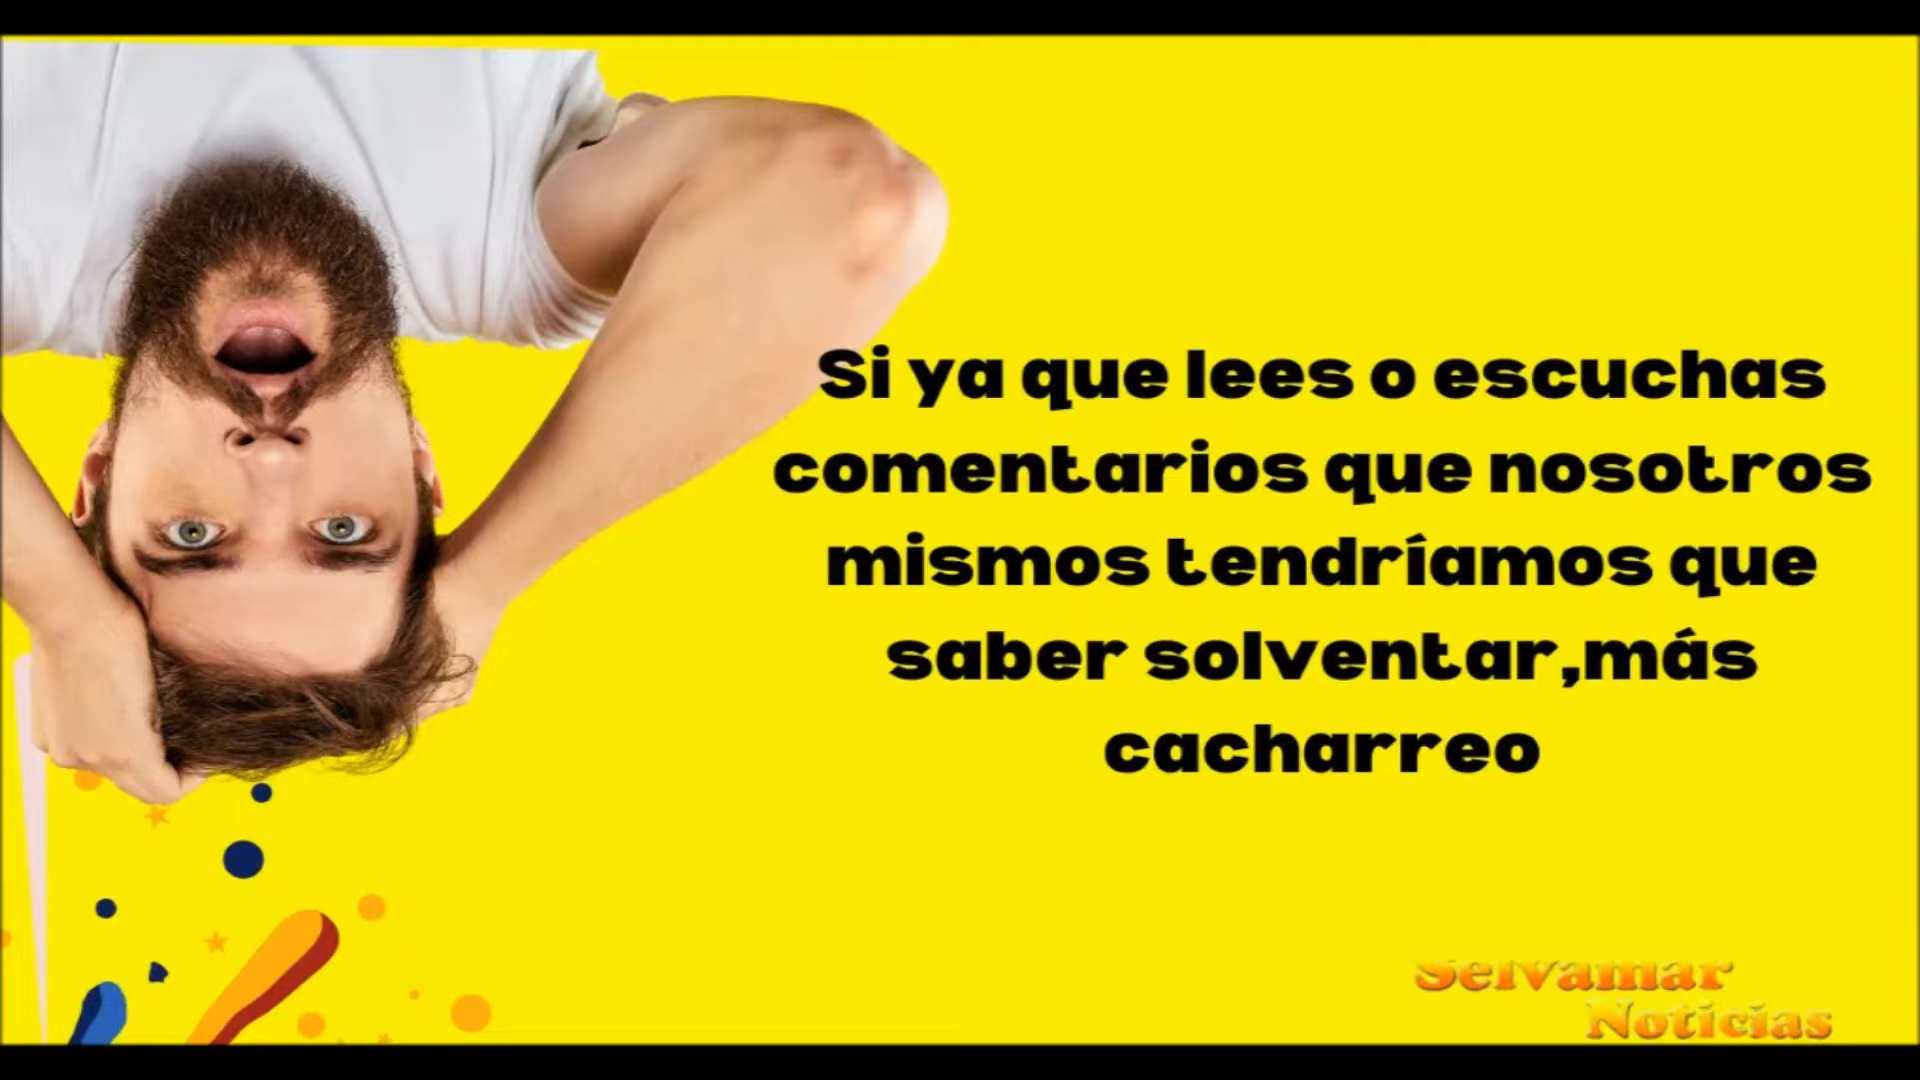 Si ya que lees o escuchas
comentarios que nosotros
mismos tendríamos que
saber solventar,más
cacharreo
Selvamar
Noticias